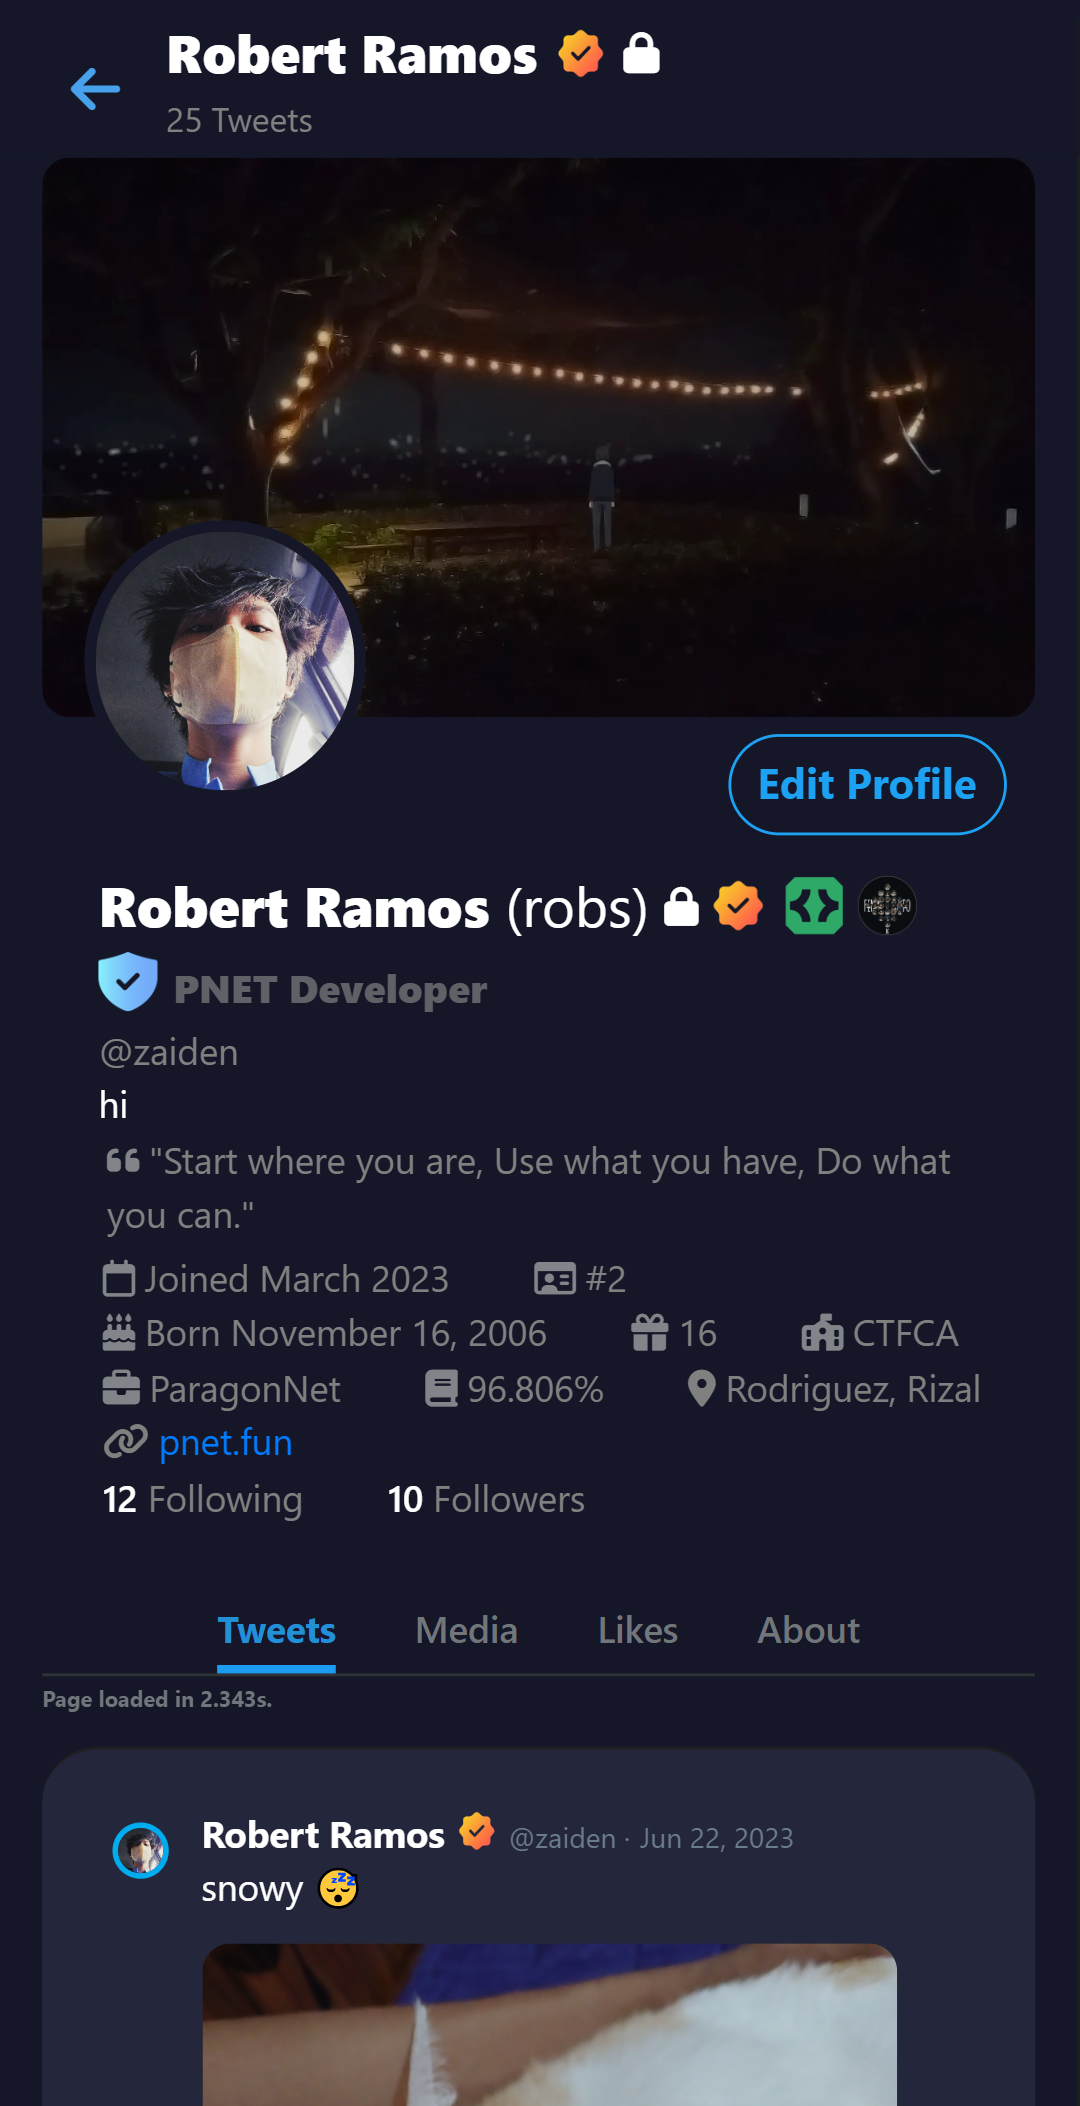 Robert Ramos
25 Tweets
Edit Profile
Robert Ramos (robs)
PNET Developer
@zaiden
hi
"Start where you are, Use what you have, Do what
you can."
Joined March 2023 #2
Born November 16, 2006 16 CTFCA
ParagonNet 96.806% Rodriguez, Rizal
pnet.fun
12 Following 10 Followers
Tweets Media Likes About
Page loaded in 2.343s.
Robert Ramos @zaiden · Jun 22, 2023
snowy 😴